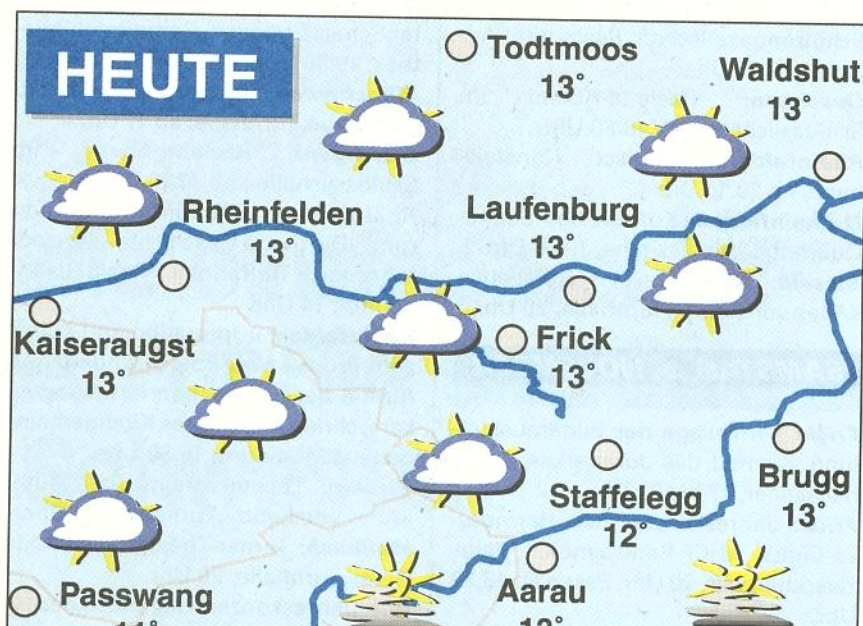 HEUTE
Todtmoos
13°
Waldshut
13°
Rheinfelden
13°
Laufenburg
13°
Kaiseraugst
13°
Frick
13°
Staffelegg
12°
Brugg
13°
Passwang
Aarau